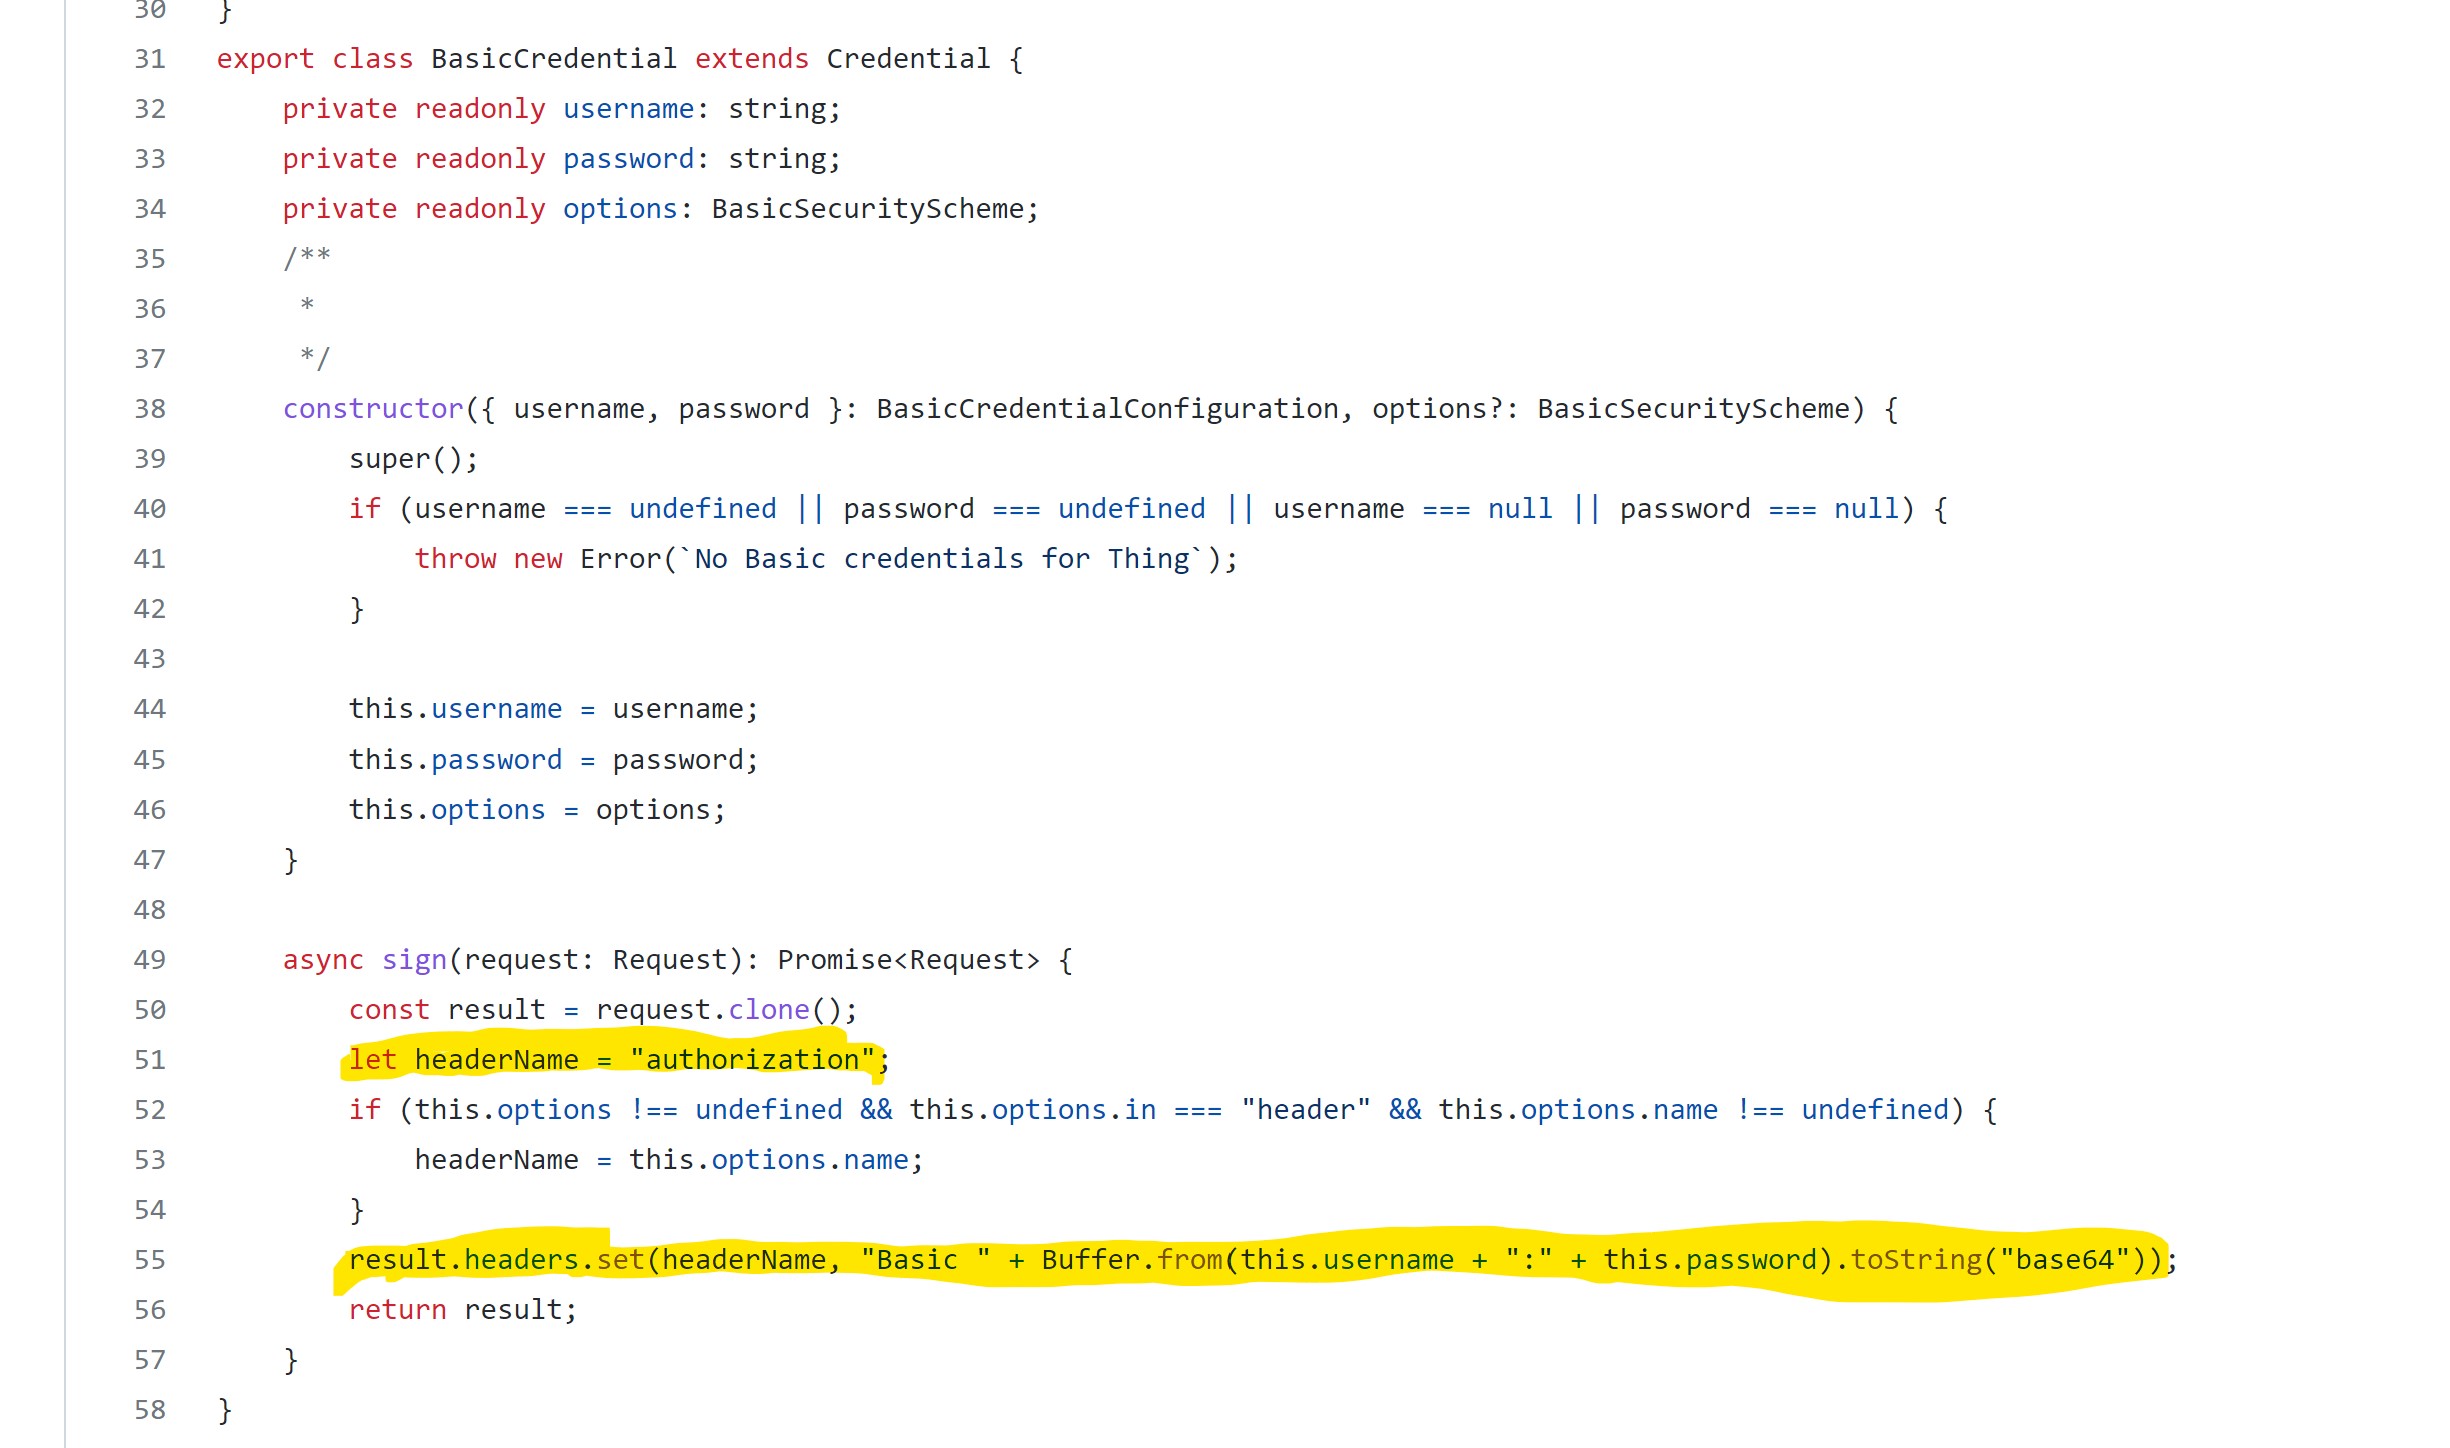 30 }
31 export class BasicCredential extends Credential {
32     private readonly username: string;
33     private readonly password: string;
34     private readonly options: BasicSecurityScheme;
35     /**
36      *
37      */
38     constructor({ username, password }: BasicCredentialConfiguration, options?: BasicSecurityScheme) {
39         super();
40         if (username === undefined || password === undefined || username === null || password === null) {
41             throw new Error(`No Basic credentials for Thing`);
42         }
43
44         this.username = username;
45         this.password = password;
46         this.options = options;
47     }
48
49     async sign(request: Request): Promise<Request> {
50         const result = request.clone();
51         let headerName = "authorization";
52         if (this.options !== undefined && this.options.in === "header" && this.options.name !== undefined) {
53             headerName = this.options.name;
54         }
55         result.headers.set(headerName, "Basic " + Buffer.from(this.username + ":" + this.password).toString("base64"));
56         return result;
57     }
58 }